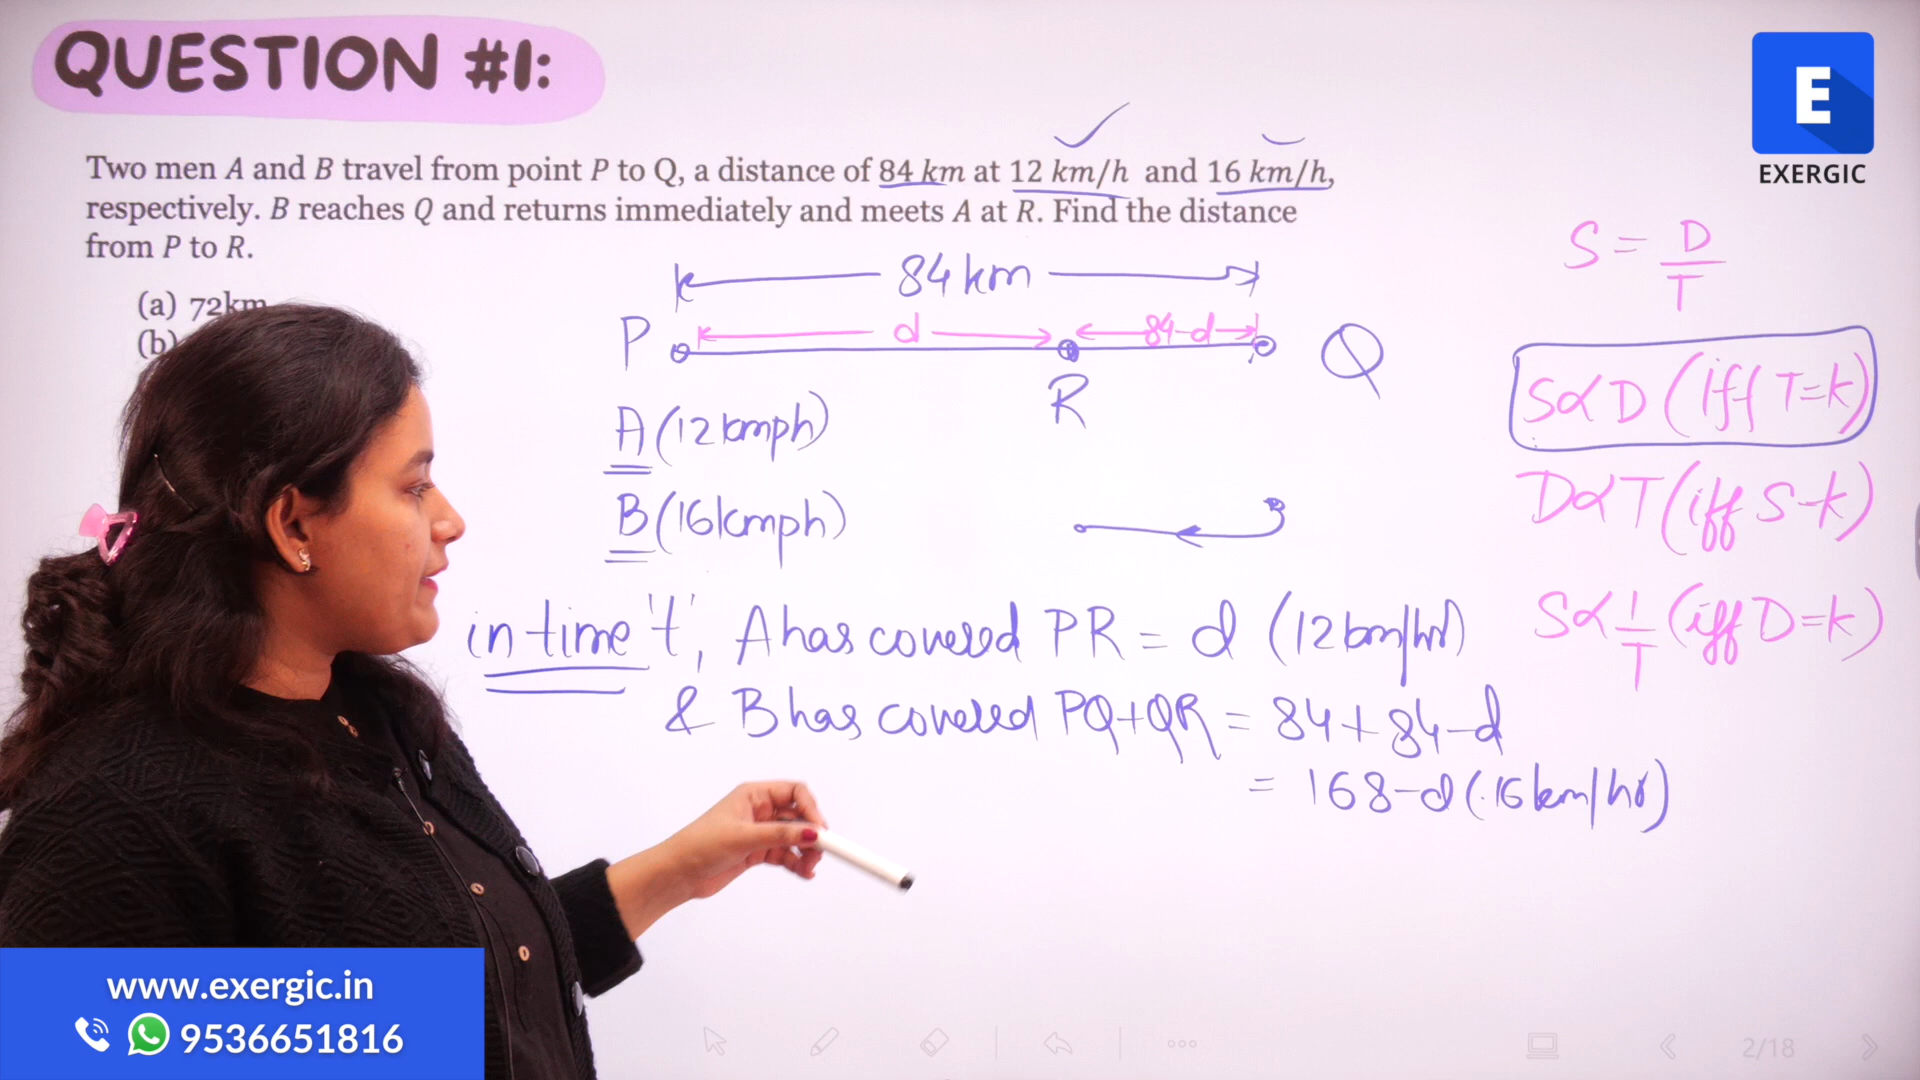 QUESTION #1:
E
EXERGIC
Two men A and B travel from point P to Q, a distance of 84 km at 12 km/h and 16 km/h,
respectively. B reaches Q and returns immediately and meets A at R. Find the distance
from P to R.
(a) 72km
(b)
84 km
P d 84-d Q
R
A (12 kmph)
B (16 kmph)
in time 't', A has covered PR = d (12 km/hr)
& B has covered PQ+QR = 84+84-d
= 168-d (16 km/hr)
S = D/T
S∝D (iff T=k)
D∝T (iff S-k)
S∝1/T (iff D=k)
www.exergic.in
9536651816
2/18